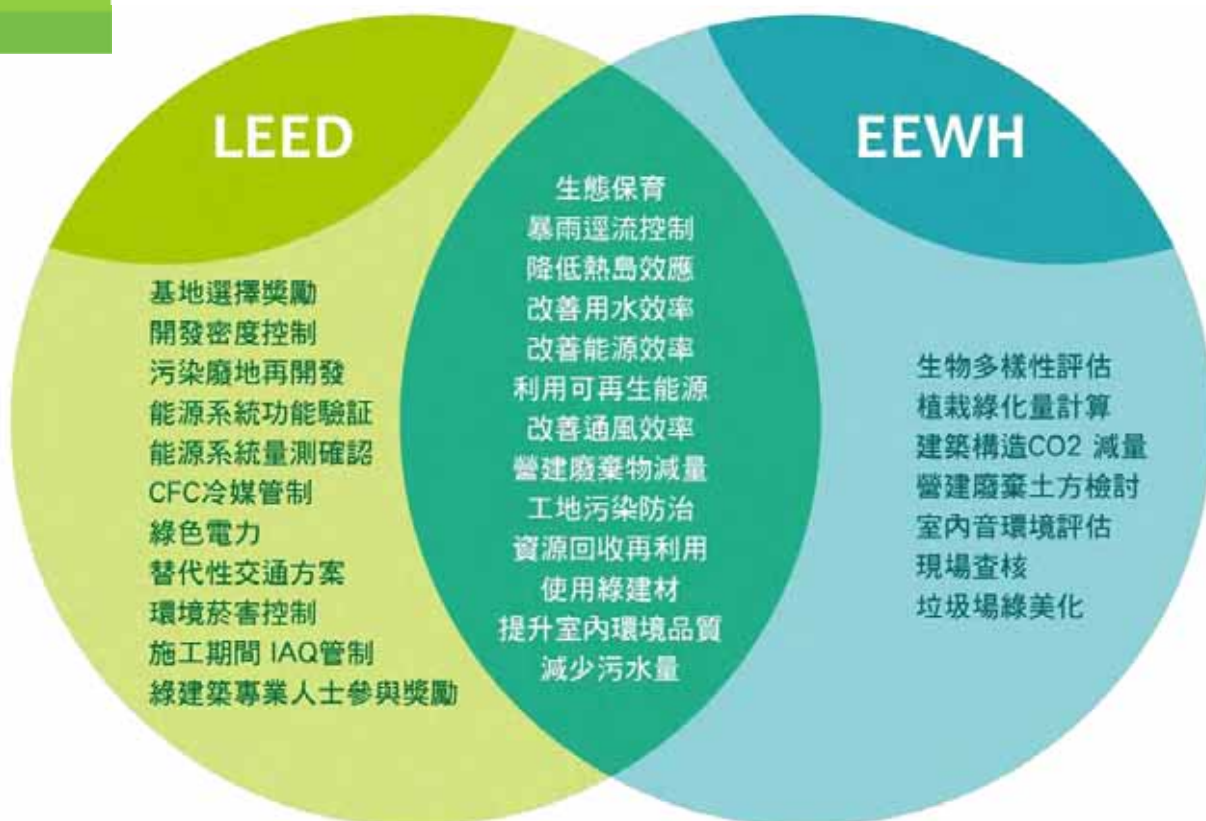 LEED
基地選擇獎勵
開發密度控制
污染廢地再開發
能源系統功能驗証
能源系統量測確認
CFC冷媒管制
綠色電力
替代性交通方案
環境菸害控制
施工期間 IAQ管制
綠建築專業人士參與獎勵
生態保育
暴雨逕流控制
降低熱島效應
改善用水效率
改善能源效率
利用可再生能源
改善通風效率
營建廢棄物減量
工地污染防治
資源回收再利用
使用綠建材
提升室內環境品質
減少污水量
EEWH
生物多樣性評估
植栽綠化量計算
建築構造CO2 減量
營建廢棄土方檢討
室內音環境評估
現場查核
垃圾場綠美化